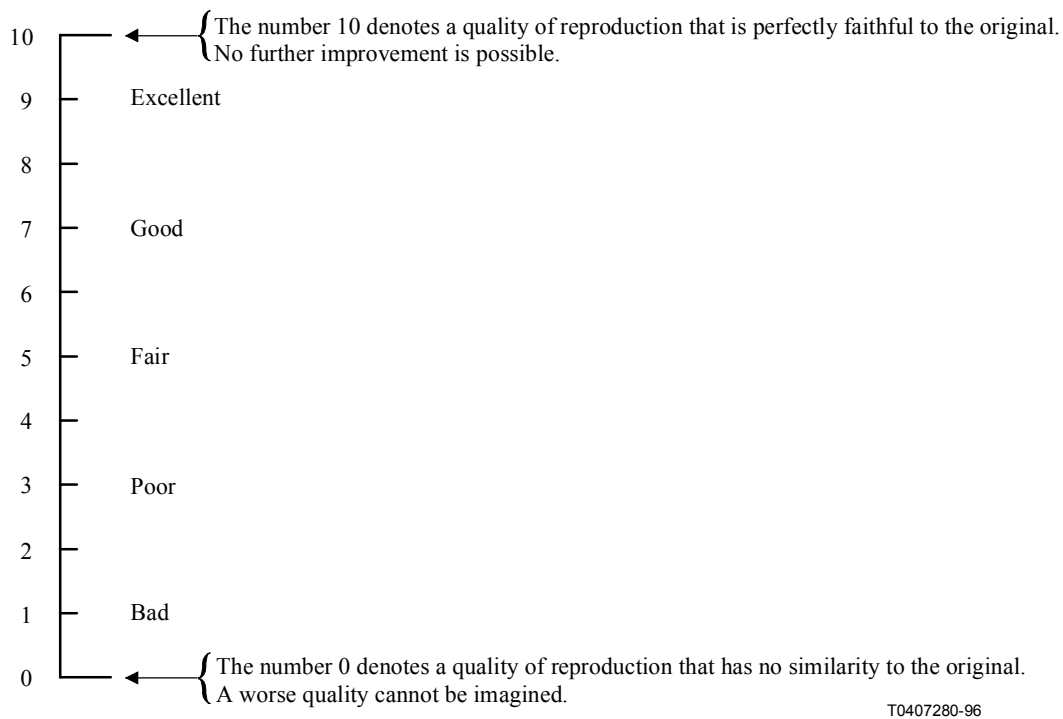 10 The number 10 denotes a quality of reproduction that is perfectly faithful to the original.
No further improvement is possible.
9 Excellent
8
7 Good
6
5 Fair
4
3 Poor
2
1 Bad
0 The number 0 denotes a quality of reproduction that has no similarity to the original.
A worse quality cannot be imagined.
T0407280-96